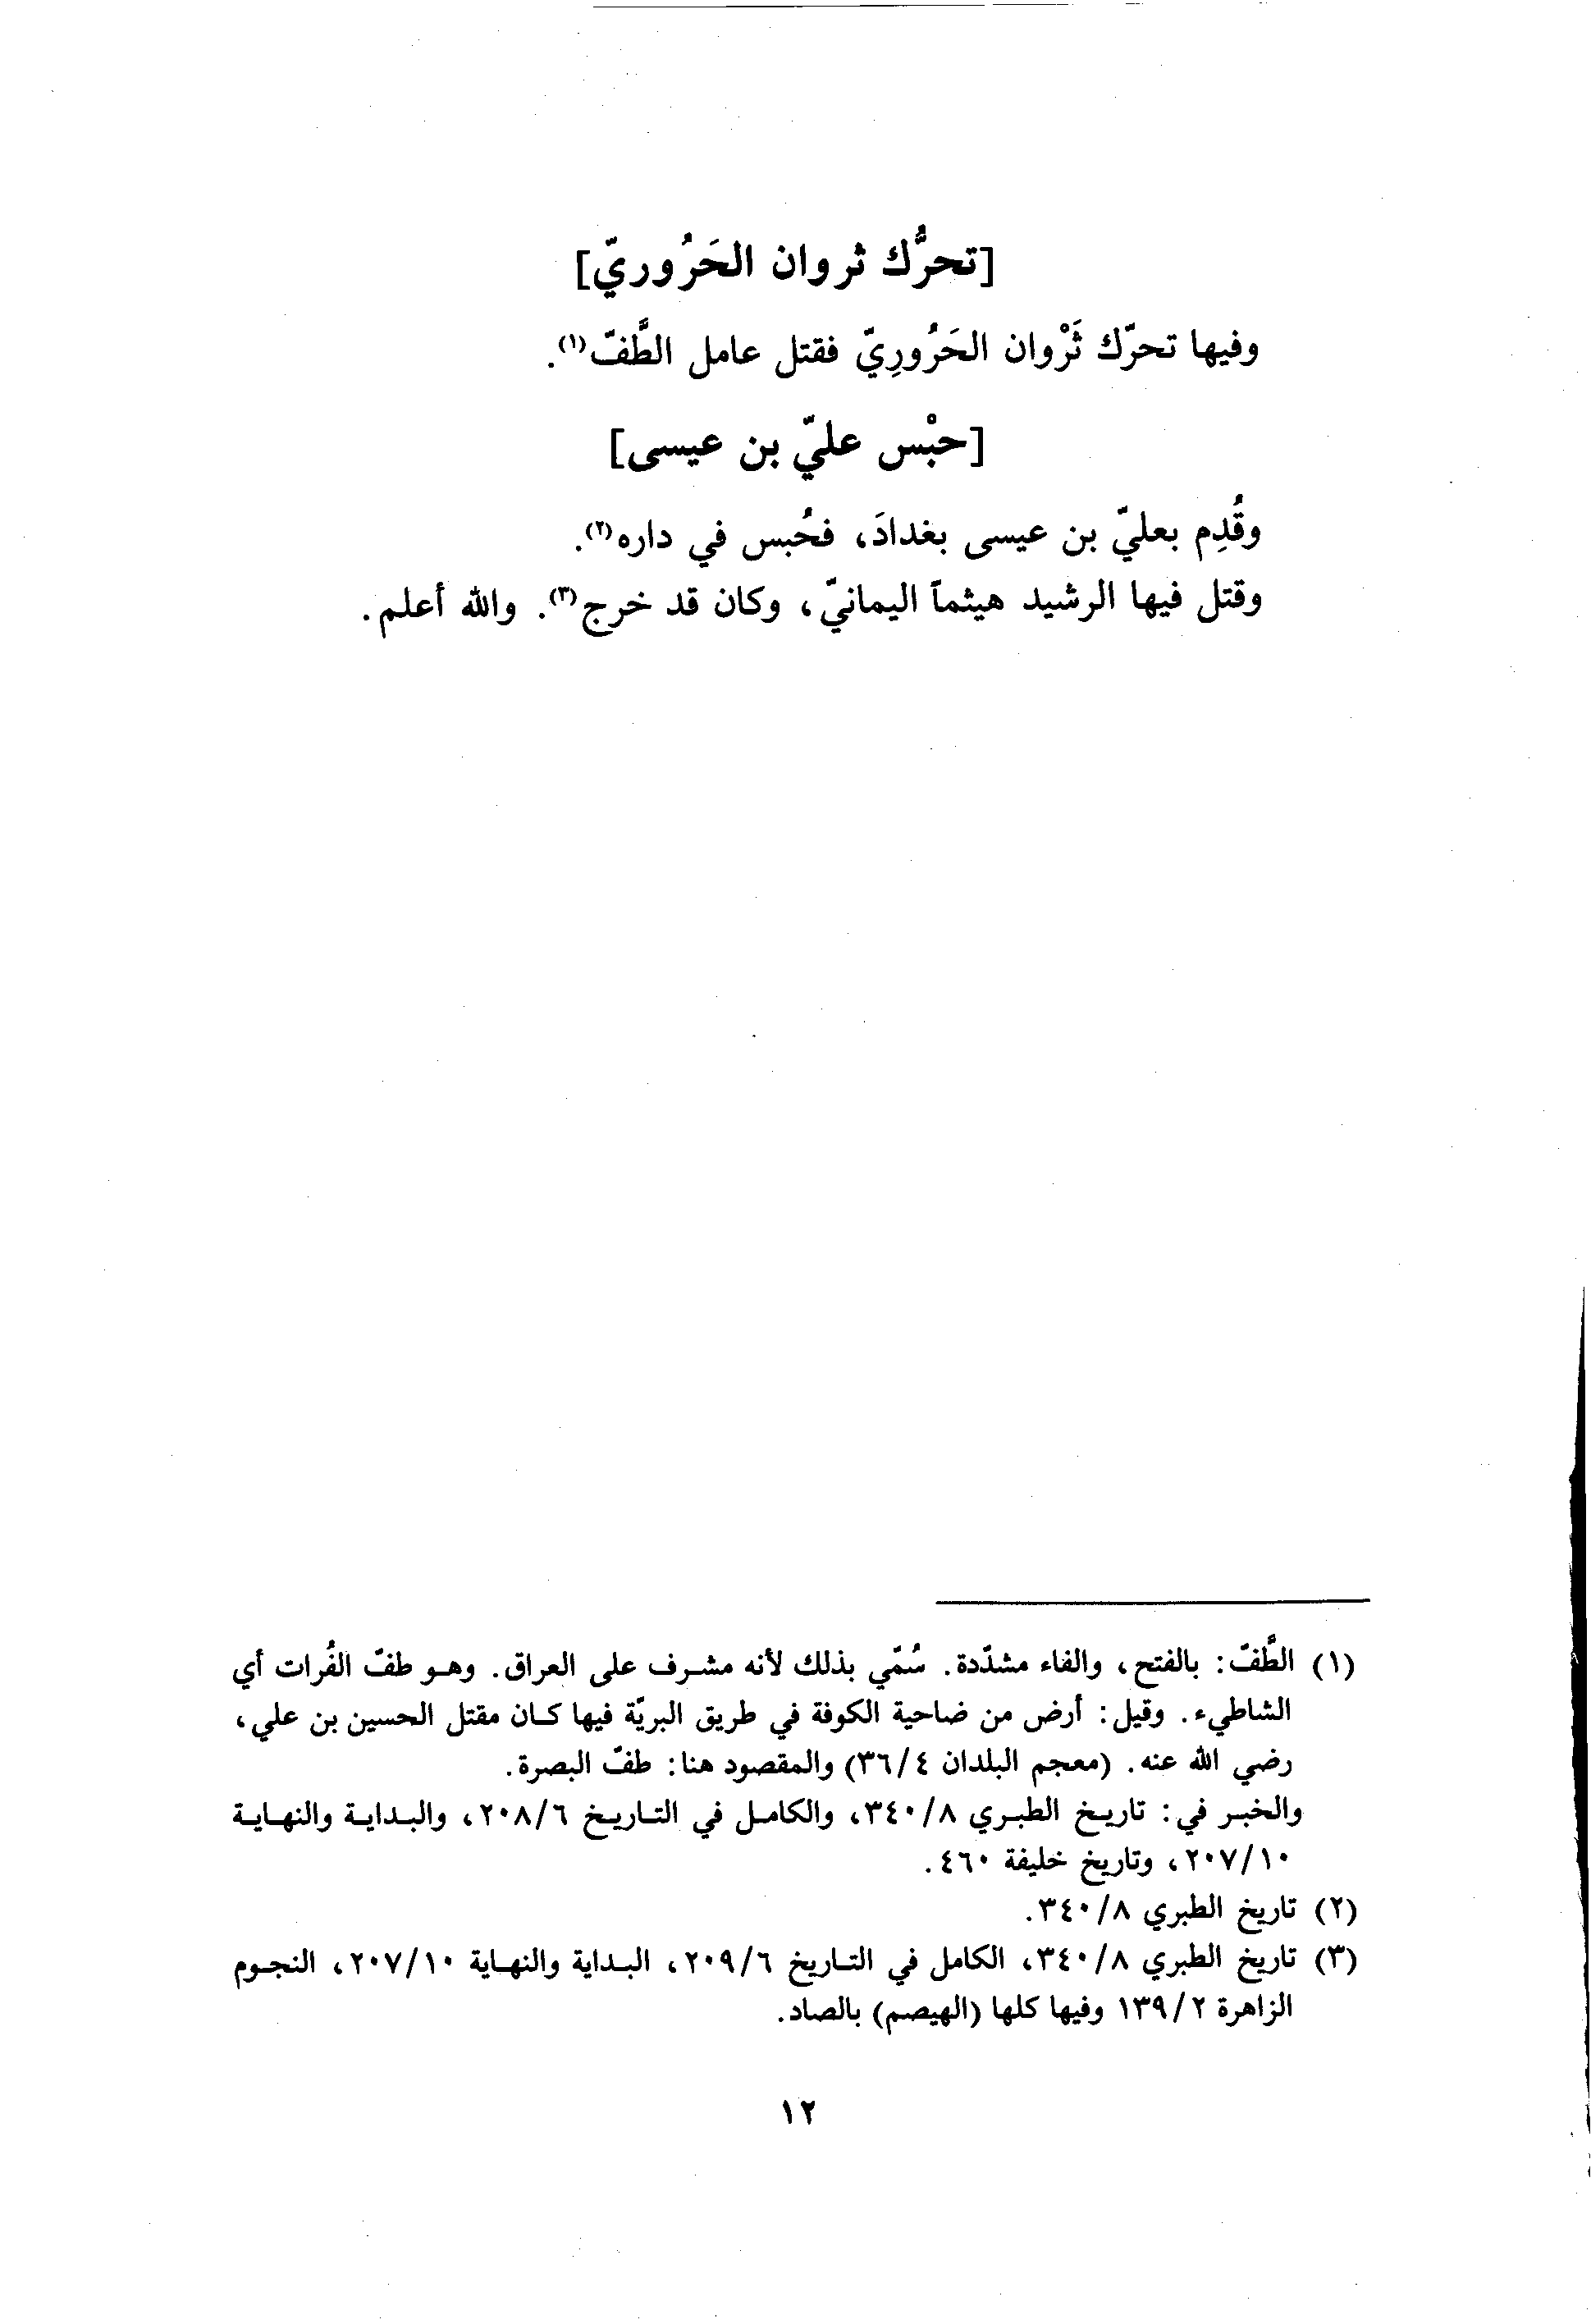 [تحرُّك ثروان الحَرُوريّ]
وفيها تحرّك ثَرْوان الحَرُورِيّ فقتل عامل الطَّفّ(١).
[حبْس عليّ بن عيسى]
وقُدِم بعليّ بن عيسى بغدادَ، فحُبس في داره(٢).
وقتل فيها الرشيد هيثماً اليمانيّ، وكان قد خرج(٣). والله أعلم.
(١) الطَّفّ: بالفتح، والفاء مشدّدة. سُمّي بذلك لأنه مشرف على العراق. وهو طفّ الفُرات أي
الشاطيء. وقيل: أرض من ضاحية الكوفة في طريق البريّة فيها كان مقتل الحسين بن علي،
رضي الله عنه. (معجم البلدان ٣٦/٤) والمقصود هنا: طفّ البصرة.
والخبر في: تاريخ الطبري ٣٤٠/٨، والكامل في التاريخ ٢٠٨/٦، والبداية والنهاية
٢٠٧/١٠، وتاريخ خليفة ٤٦٠.
(٢) تاريخ الطبري ٣٤٠/٨.
(٣) تاريخ الطبري ٣٤٠/٨، الكامل في التاريخ ٢٠٩/٦، البداية والنهاية ٢٠٧/١٠، النجوم
الزاهرة ١٣٩/٢ وفيها كلها (الهيصم) بالصاد.
١٢